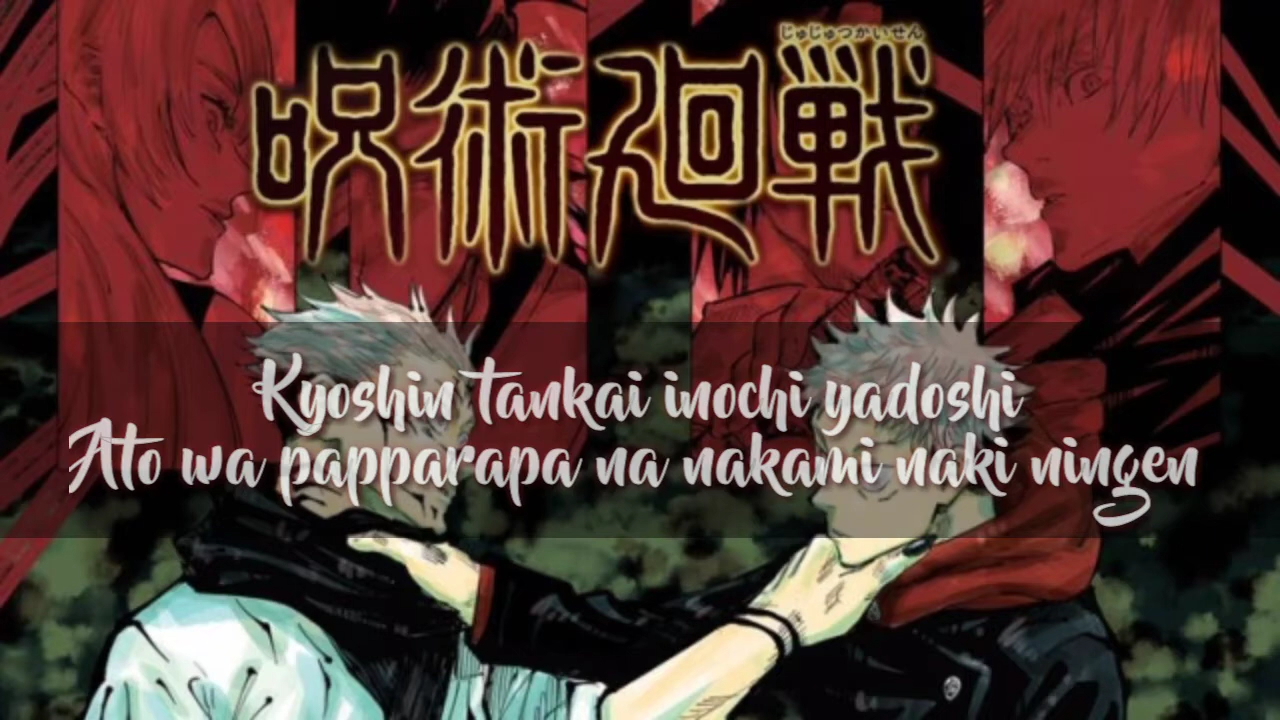 じゅじゅつかいせん
呪術廻戦
Kyoshin tankai inochi yadoshi
Ato wa papparapa na nakami naki ningen